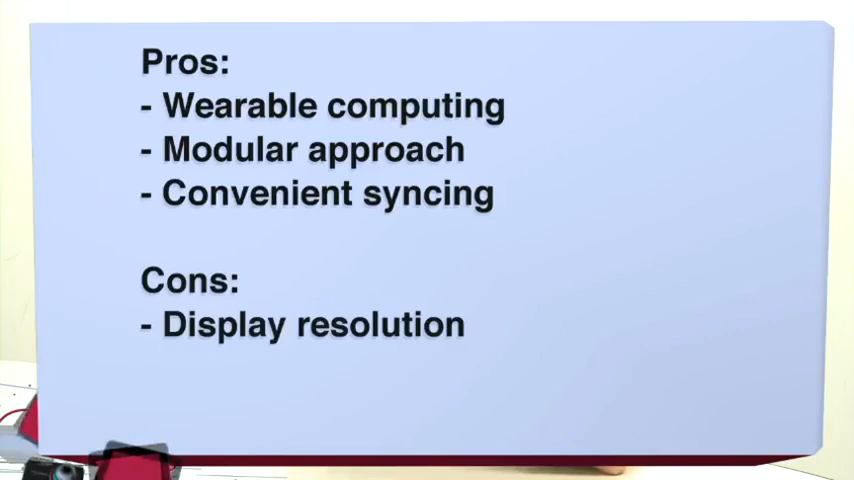 Pros:
- Wearable computing
- Modular approach
- Convenient syncing
Cons:
- Display resolution